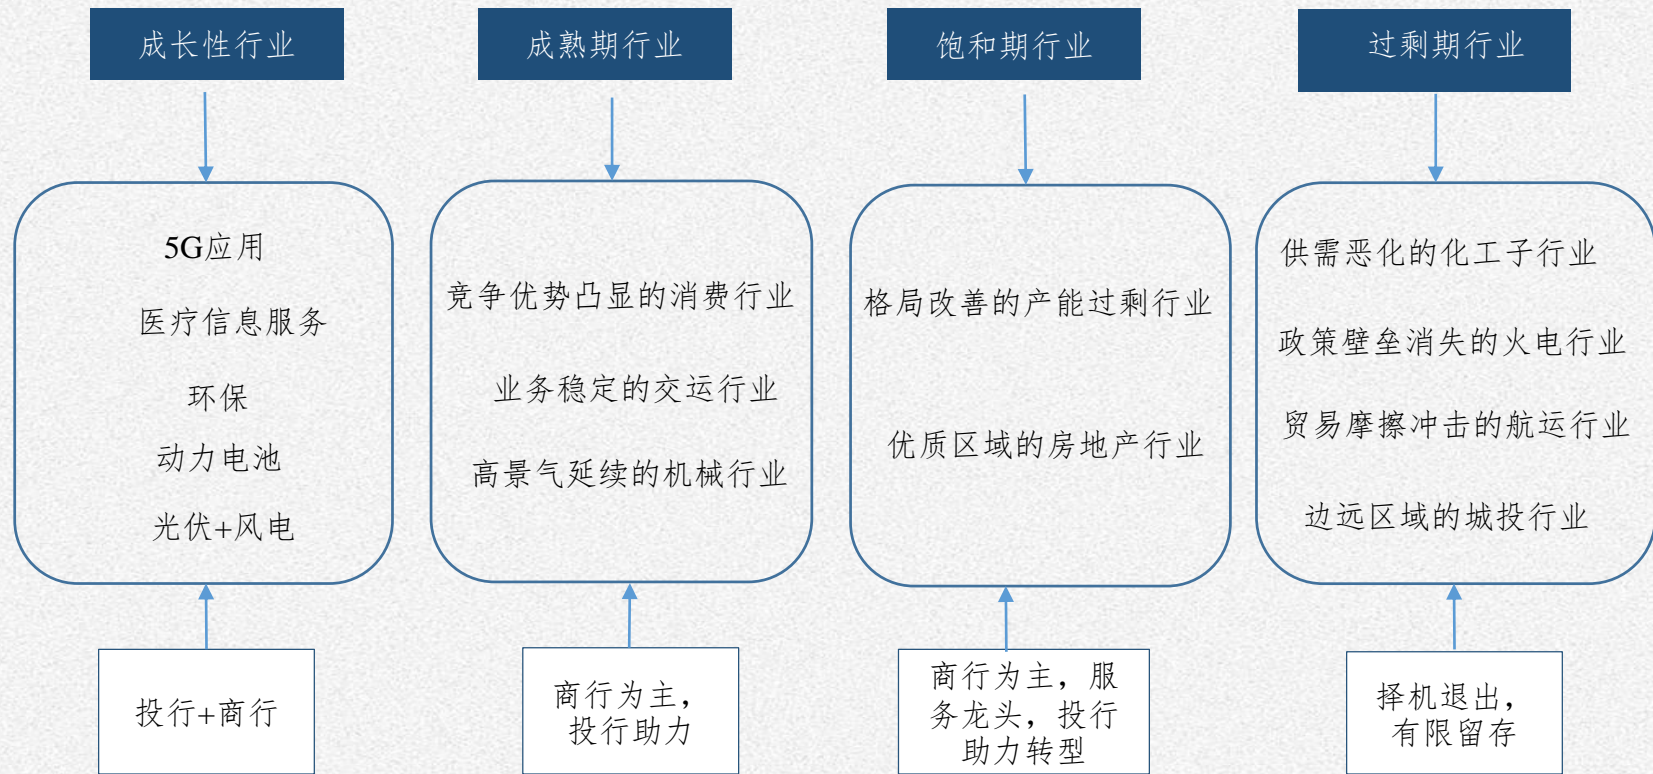 成长性行业
成熟期行业
饱和期行业
过剩期行业
5G应用
医疗信息服务
环保
动力电池
光伏+风电
竞争优势凸显的消费行业
业务稳定的交运行业
高景气延续的机械行业
格局改善的产能过剩行业
优质区域的房地产行业
供需恶化的化工子行业
政策壁垒消失的火电行业
贸易摩擦冲击的航运行业
边远区域的城投行业
投行+商行
商行为主，
投行助力
商行为主，服
务龙头，投行
助力转型
择机退出，
有限留存